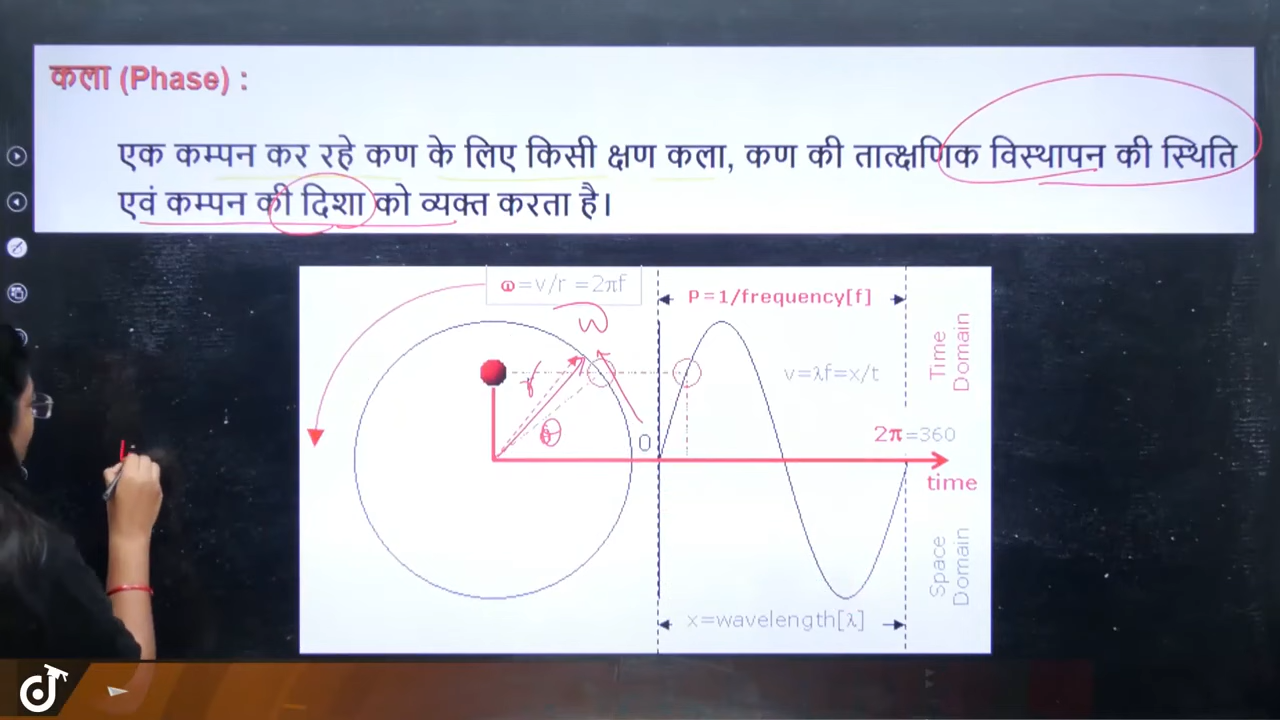 कला (Phase) :
एक कम्पन कर रहे कण के लिए किसी क्षण कला, कण की तात्क्षणिक विस्थापन की स्थिति
एवं कम्पन की दिशा को व्यक्त करता है।
ω=v/r =2πf
P=1/frequency[f]
ω
r
θ
v=λf=x/t
Time
Domain
0
2π=360
time
Space
Domain
x=wavelength[λ]